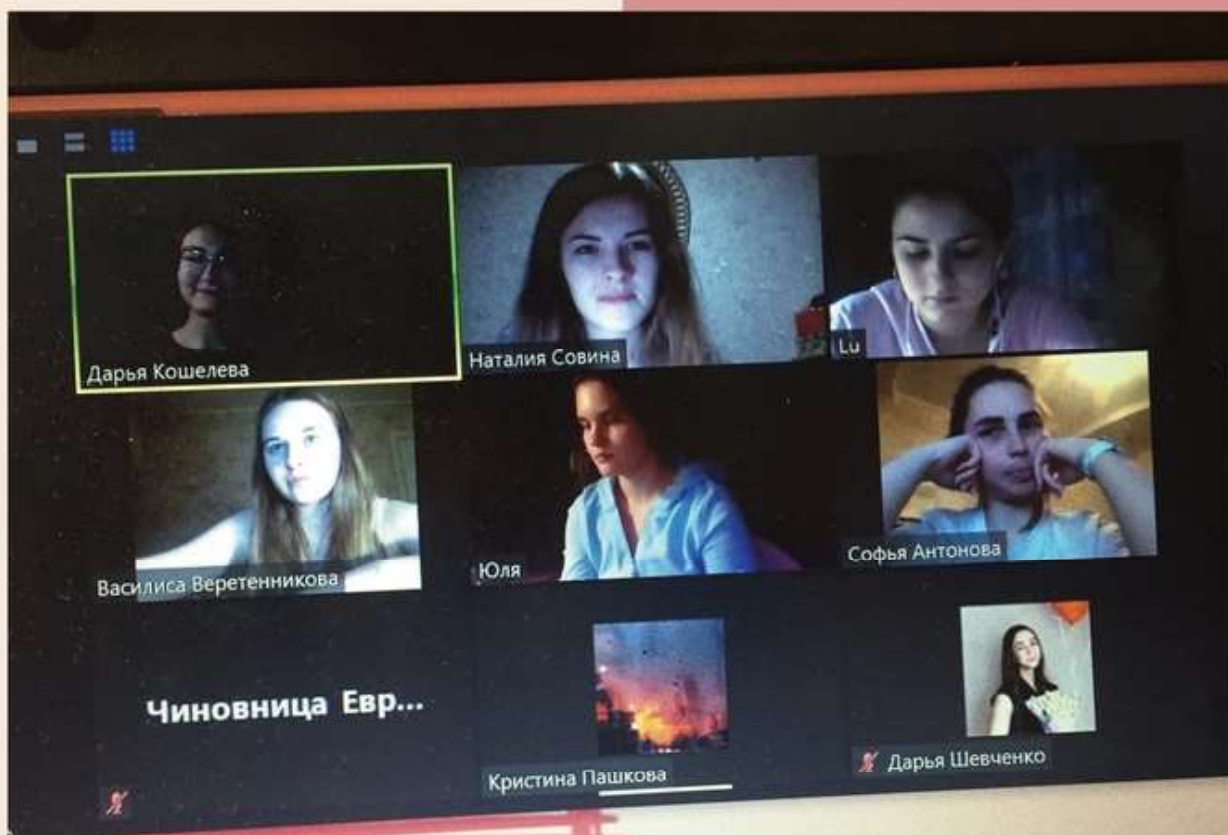 Дарья Кошелева
Наталия Совина
Lu
Василиса Веретенникова
Юля
Софья Антонова
Чиновница Евр...
Кристина Пашкова
Дарья Шевченко